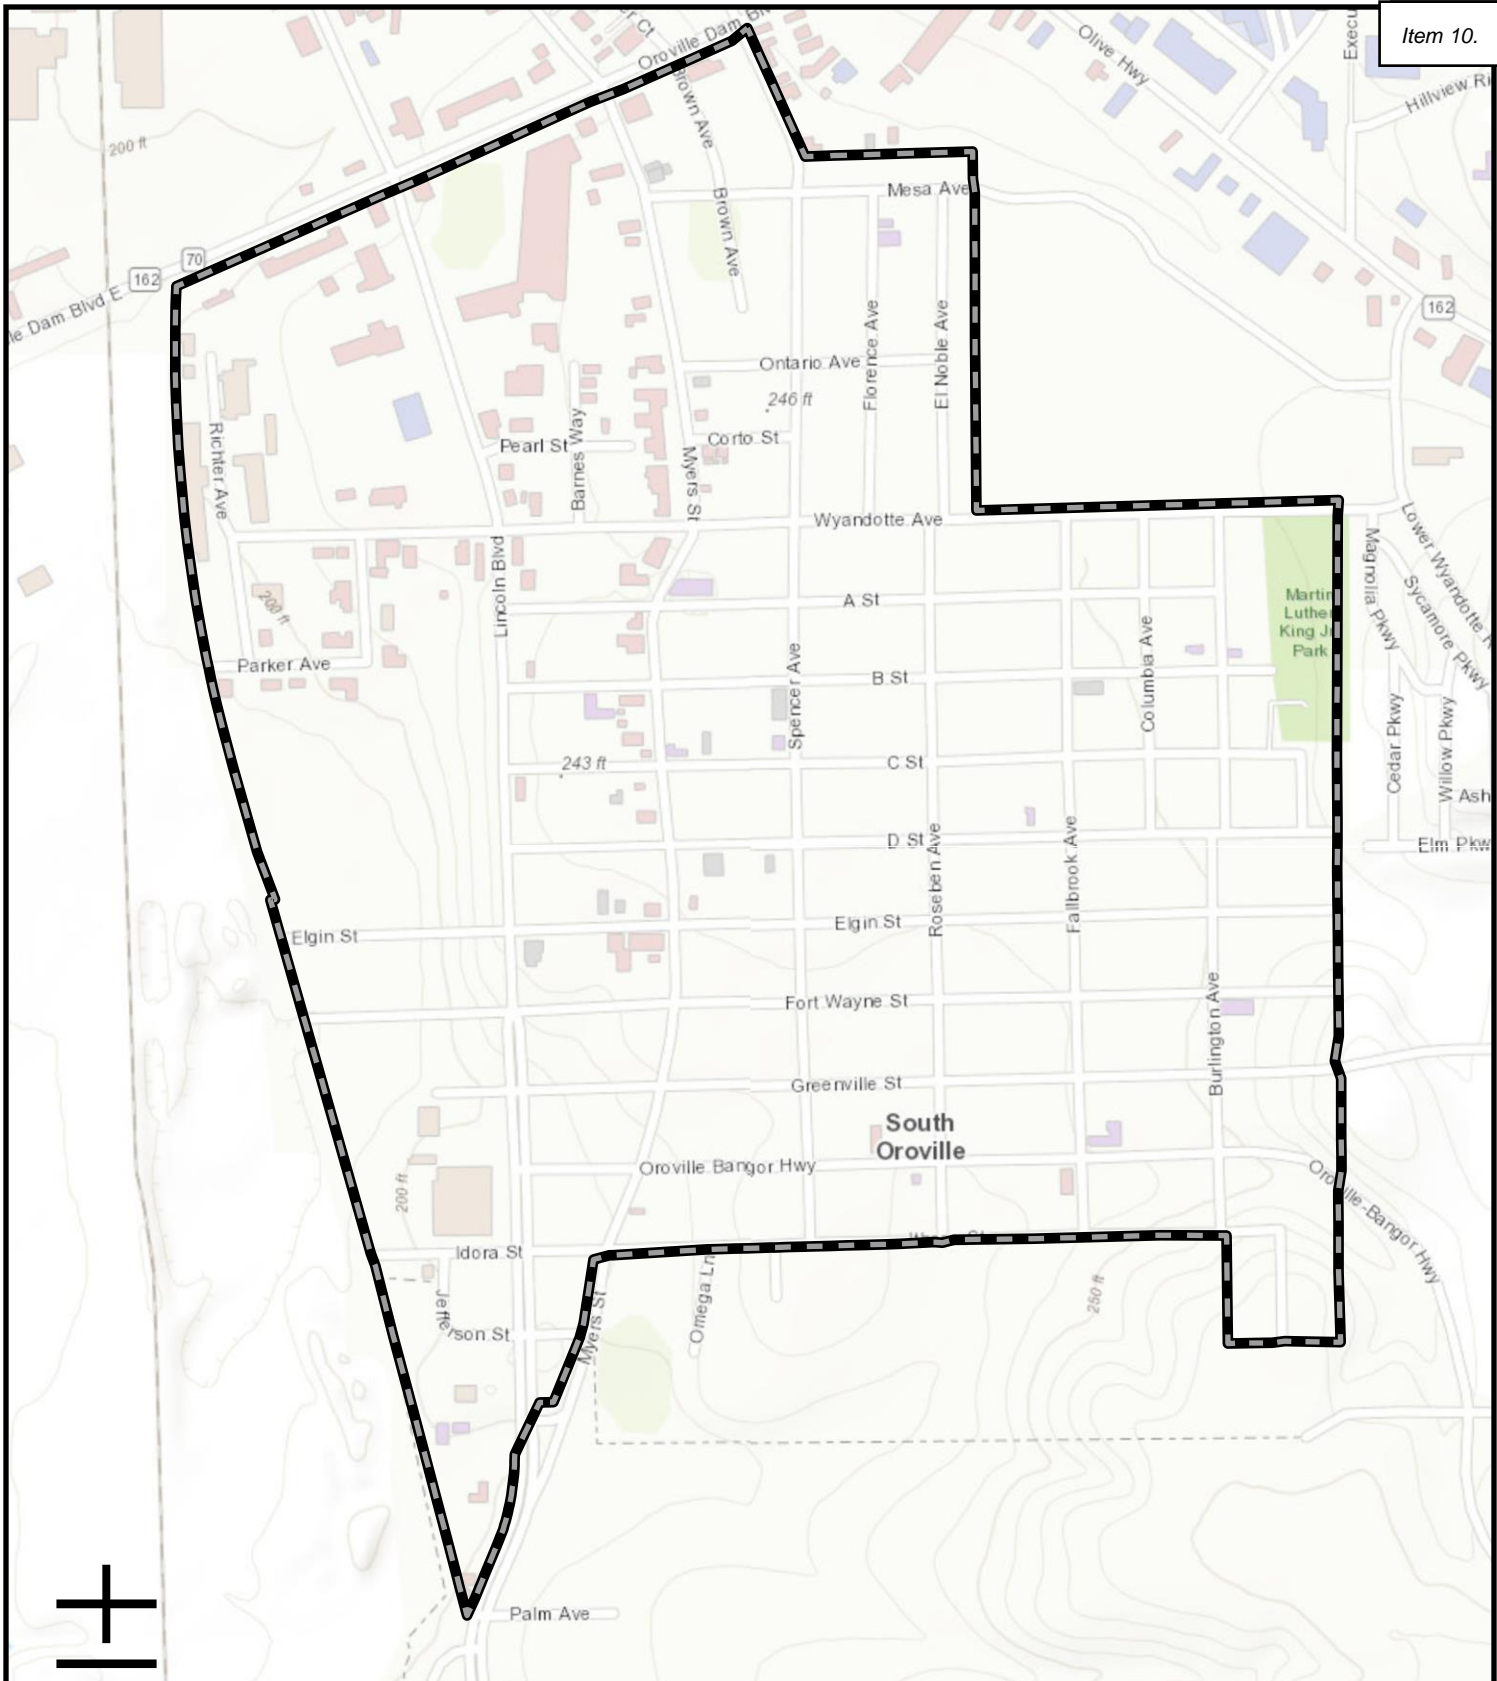 Item 10.
Oroville Dam Bl
Olive Hwy
Execu
Hillview Ri
200 ft
Brown Ave
Mesa Ave
Brown Ave
70
162
le Dam Blvd E
162
Florence Ave
El Noble Ave
Ontario Ave
246 ft
Corto St
Pearl St
Barnes Way
Myers St
Richter Ave
Wyandotte Ave
Lower Wyandotte
Magnolia Pkwy
Sycamore Pkwy
Lincoln Blvd
A St
Martin
Luther
King Jr
Park
200 ft
Parker Ave
B St
Columbia Ave
Spencer Ave
Cedar Pkwy
Willow Pkwy
243 ft
C St
Ash
D St
Elm Pkw
Roseben Ave
Fallbrook Ave
Elgin St
Elgin St
Fort Wayne St
Burlington Ave
Greenville St
South
Oroville
Oroville Bangor Hwy
Oroville-Bangor Hwy
200 ft
Idora St
Omega Ln
250 ft
Jefferson St
Myers St
Palm Ave